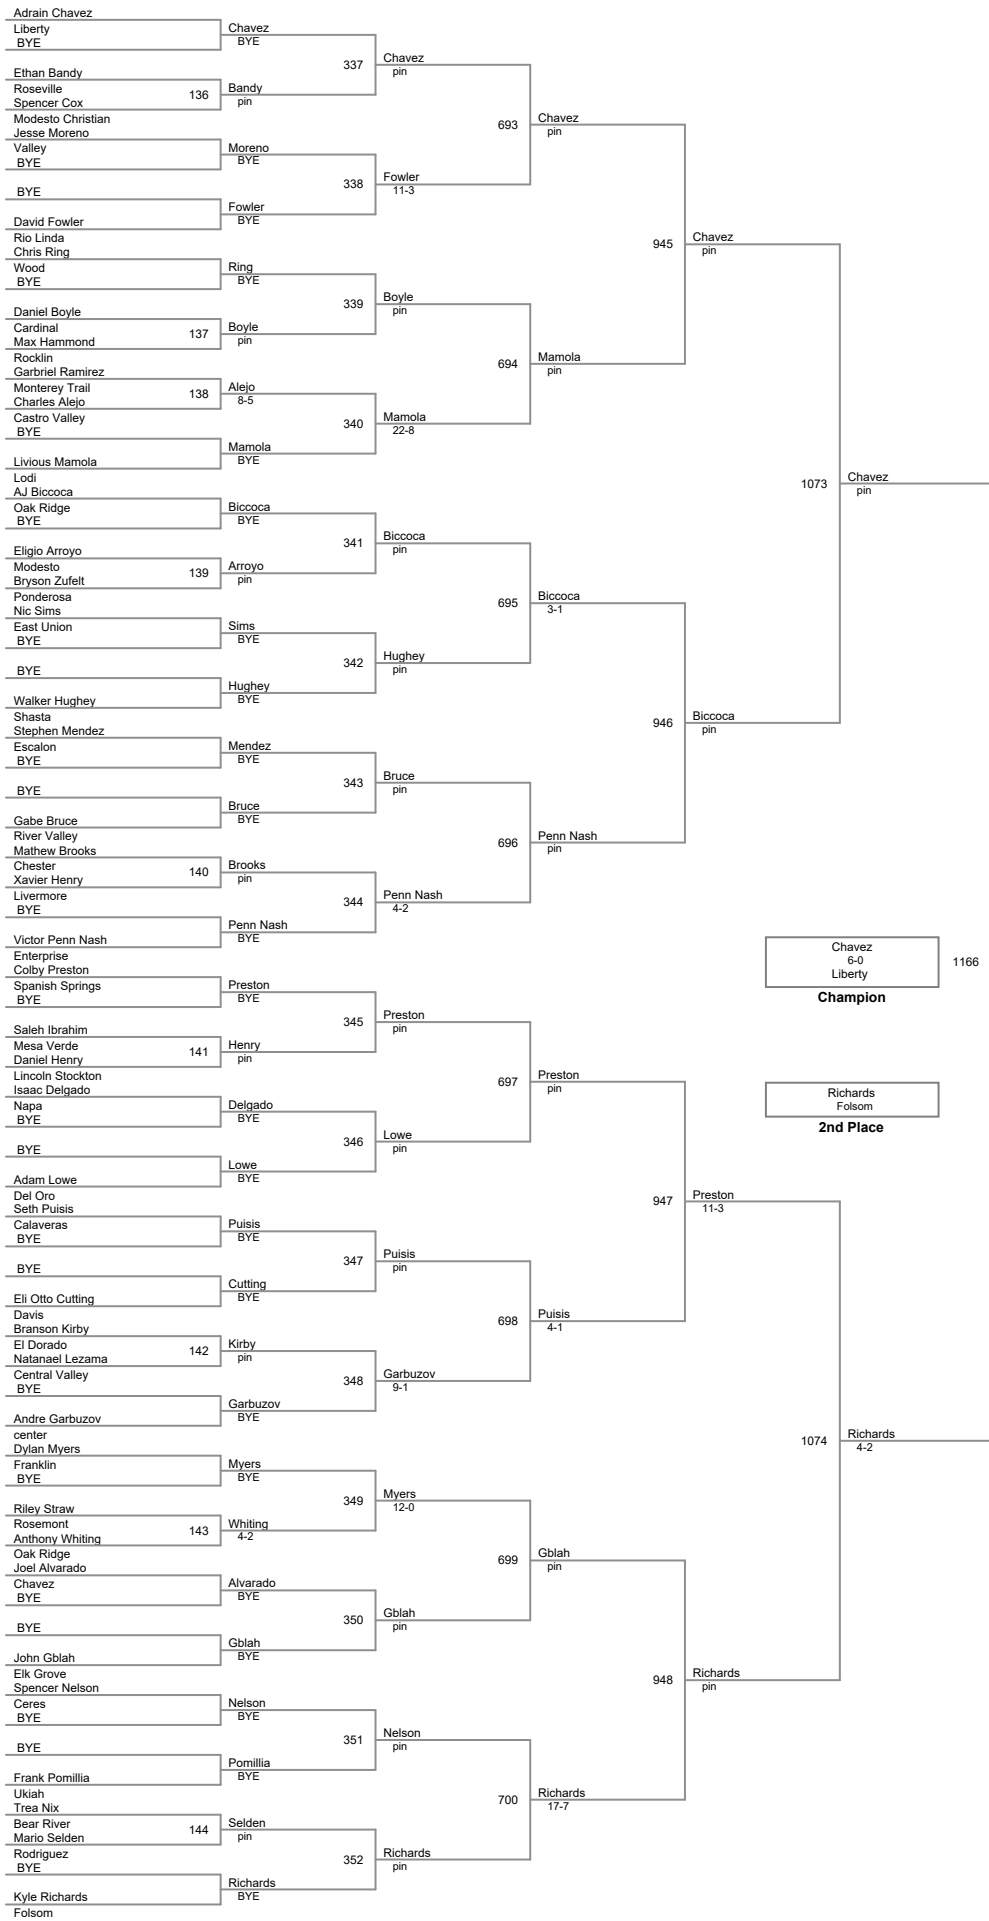 Adrain Chavez
Liberty
BYE
Chavez
BYE
337
Chavez
pin
Ethan Bandy
Roseville
Spencer Cox
Modesto Christian
136
Bandy
pin
693
Chavez
pin
Jesse Moreno
Valley
BYE
Moreno
BYE
338
Fowler
11-3
BYE
David Fowler
Rio Linda
Fowler
BYE
945
Chavez
pin
Chris Ring
Wood
BYE
Ring
BYE
339
Boyle
pin
Daniel Boyle
Cardinal
Max Hammond
Rocklin
137
Boyle
pin
694
Mamola
pin
Garbriel Ramirez
Monterey Trail
Charles Alejo
Castro Valley
138
Alejo
8-5
340
Mamola
22-8
BYE
Livious Mamola
Lodi
Mamola
BYE
1073
Chavez
pin
AJ Biccoca
Oak Ridge
BYE
Biccoca
BYE
341
Biccoca
pin
Eligio Arroyo
Modesto
Bryson Zufelt
Ponderosa
139
Arroyo
pin
695
Biccoca
3-1
Nic Sims
East Union
BYE
Sims
BYE
342
Hughey
pin
BYE
Walker Hughey
Shasta
Hughey
BYE
946
Biccoca
pin
Stephen Mendez
Escalon
BYE
Mendez
BYE
343
Bruce
pin
BYE
Gabe Bruce
River Valley
Bruce
BYE
696
Penn Nash
pin
Mathew Brooks
Chester
Xavier Henry
Livermore
140
Brooks
pin
344
Penn Nash
4-2
BYE
Victor Penn Nash
Enterprise
Penn Nash
BYE
Chavez
6-0
Liberty
1166
Champion
Colby Preston
Spanish Springs
BYE
Preston
BYE
345
Preston
pin
Saleh Ibrahim
Mesa Verde
Daniel Henry
Lincoln Stockton
141
Henry
pin
697
Preston
pin
Richards
Folsom
2nd Place
Isaac Delgado
Napa
BYE
Delgado
BYE
346
Lowe
pin
BYE
Adam Lowe
Del Oro
Lowe
BYE
947
Preston
11-3
Seth Puisis
Calaveras
BYE
Puisis
BYE
347
Puisis
pin
BYE
Eli Otto Cutting
Davis
Cutting
BYE
698
Puisis
4-1
Branson Kirby
El Dorado
Natanael Lezama
Central Valley
142
Kirby
pin
348
Garbuzov
9-1
BYE
Andre Garbuzov
center
Garbuzov
BYE
1074
Richards
4-2
Dylan Myers
Franklin
BYE
Myers
BYE
349
Myers
12-0
Riley Straw
Rosemont
Anthony Whiting
Oak Ridge
143
Whiting
4-2
699
Gblah
pin
Joel Alvarado
Chavez
BYE
Alvarado
BYE
350
Gblah
pin
BYE
John Gblah
Elk Grove
Gblah
BYE
948
Richards
pin
Spencer Nelson
Ceres
BYE
Nelson
BYE
351
Nelson
pin
BYE
Frank Pomillia
Ukiah
Pomillia
BYE
700
Richards
17-7
Trea Nix
Bear River
Mario Selden
Rodriguez
144
Selden
pin
352
Richards
pin
BYE
Kyle Richards
Folsom
Richards
BYE